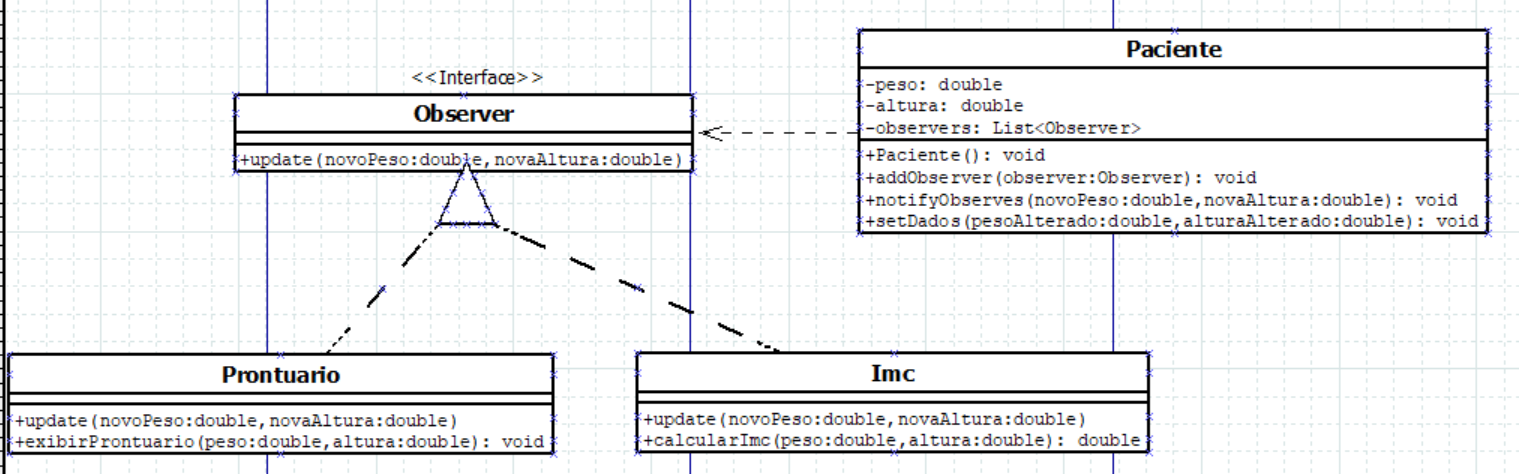 <<Interface>>
Observer
+update(novoPeso:double,novaAltura:double)
Paciente
-peso: double
-altura: double
-observers: List<Observer>
+Paciente(): void
+addObserver(observer:Observer): void
+notifyObserves(novoPeso:double,novaAltura:double): void
+setDados(pesoAlterado:double,alturaAlterado:double): void
Prontuario
+update(novoPeso:double,novaAltura:double)
+exibirProntuario(peso:double,altura:double): void
Imc
+update(novoPeso:double,novaAltura:double)
+calcularImc(peso:double,altura:double): double